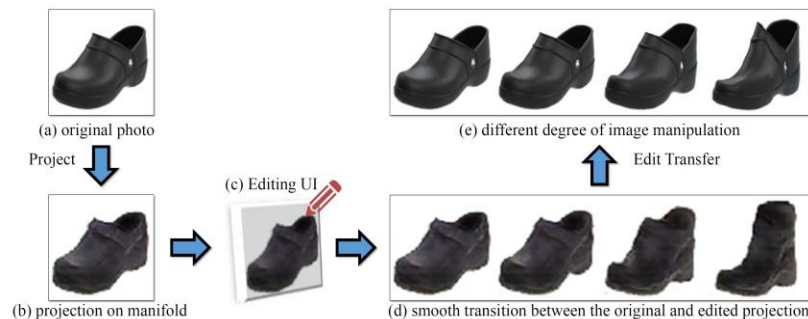 (a) original photo
(e) different degree of image manipulation
Project
(c) Editing UI
Edit Transfer
(b) projection on manifold
(d) smooth transition between the original and edited projection